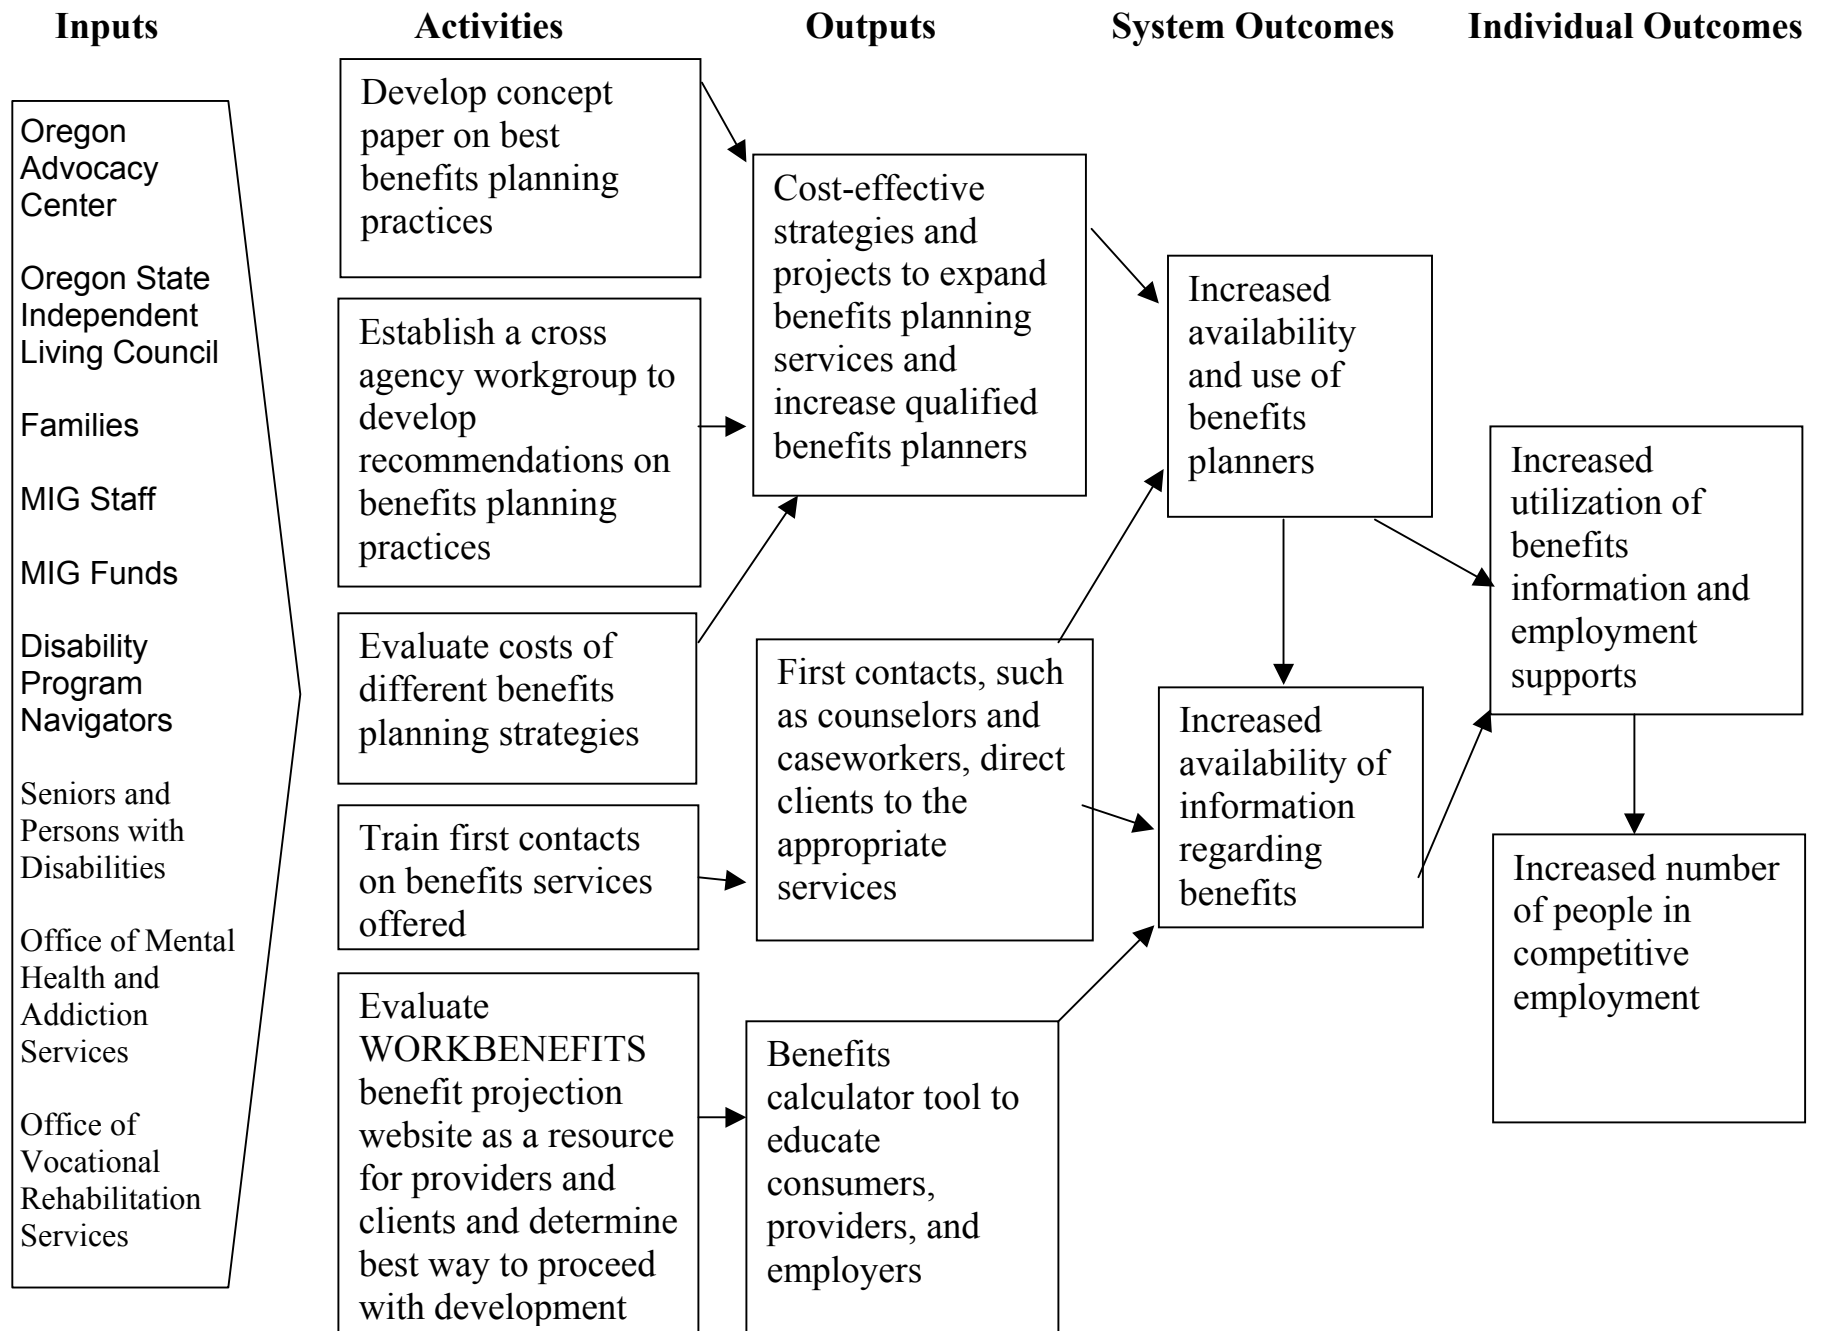 Inputs
Activities
Outputs
System Outcomes
Individual Outcomes
Oregon
Advocacy
Center
Oregon State
Independent
Living Council
Families
MIG Staff
MIG Funds
Disability
Program
Navigators
Seniors and
Persons with
Disabilities
Office of Mental
Health and
Addiction
Services
Office of
Vocational
Rehabilitation
Services
Develop concept
paper on best
benefits planning
practices
Establish a cross
agency workgroup to
develop
recommendations on
benefits planning
practices
Evaluate costs of
different benefits
planning strategies
Train first contacts
on benefits services
offered
Evaluate
WORKBENEFITS
benefit projection
website as a resource
for providers and
clients and determine
best way to proceed
with development
Cost-effective
strategies and
projects to expand
benefits planning
services and
increase qualified
benefits planners
First contacts, such
as counselors and
caseworkers, direct
clients to the
appropriate
services
Benefits
calculator tool to
educate
consumers,
providers, and
employers
Increased
availability
and use of
benefits
planners
Increased
availability of
information
regarding
benefits
Increased
utilization of
benefits
information and
employment
supports
Increased number
of people in
competitive
employment